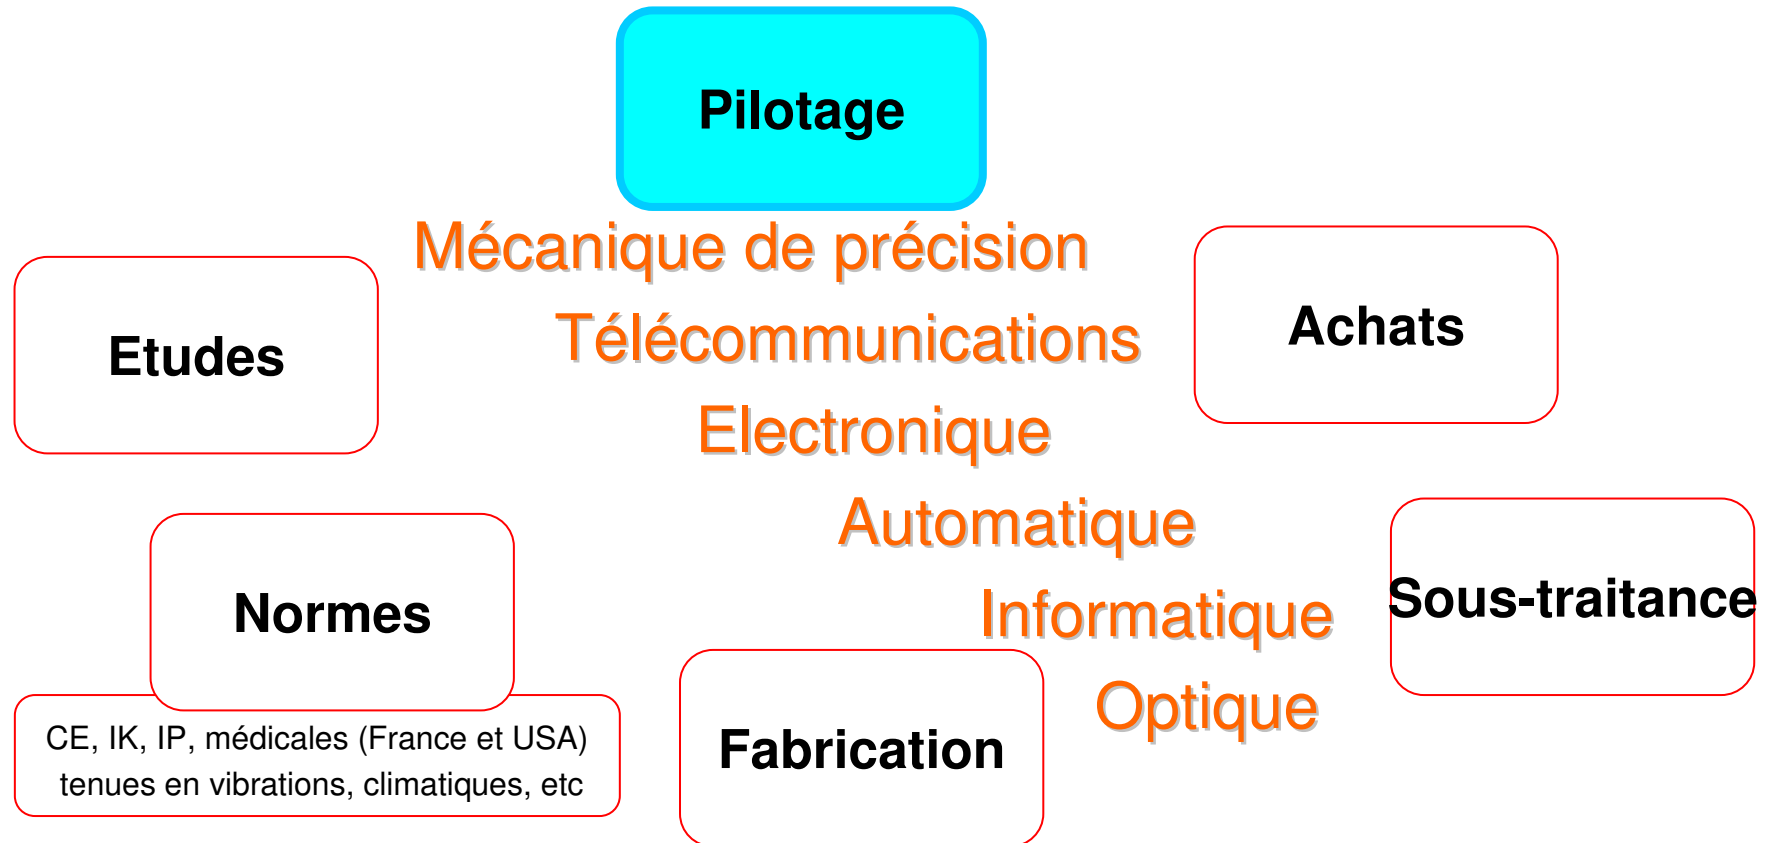 Pilotage
Mécanique de précision
Télécommunications
Achats
Etudes
Electronique
Automatique
Informatique
Sous-traitance
Normes
Optique
CE, IK, IP, médicales (France et USA)
tenues en vibrations, climatiques, etc
Fabrication